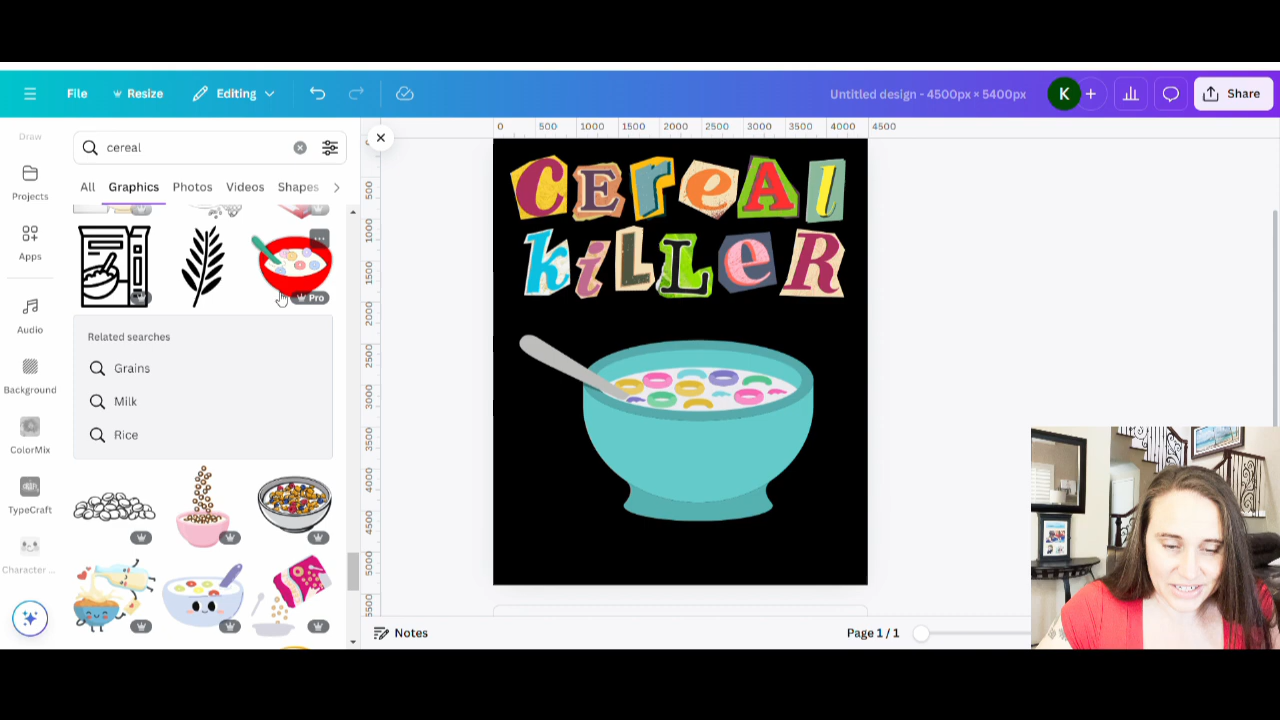 File Resize Editing Untitled design - 4500px × 5400px K + Share
Draw
Projects
Apps
Audio
Background
ColorMix
TypeCraft
Character ...
cereal
All Graphics Photos Videos Shapes
Pro
Related searches
Grains
Milk
Rice
0 500 1000 1500 2000 2500 3000 3500 4000 4500
500
1000
1500
2000
2500
3000
3500
4000
4500
5000
5500
CEreAl
kiLLeR
Notes
Page 1 / 1